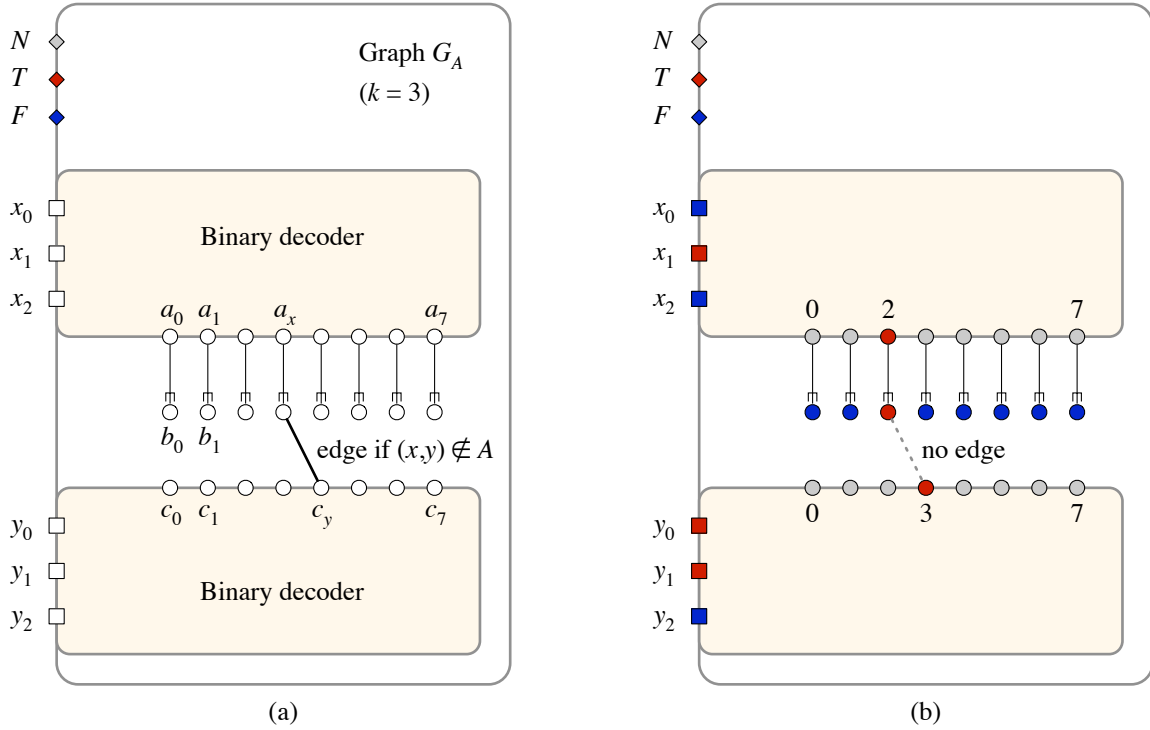 N
T
F
Graph G_A
(k = 3)
x_0
x_1
x_2
Binary decoder
a_0 a_1 a_x a_7
b_0 b_1
edge if (x,y) ∉ A
c_0 c_1 c_y c_7
y_0
y_1
y_2
Binary decoder
(a)
N
T
F
x_0
x_1
x_2
0 2 7
no edge
0 3 7
y_0
y_1
y_2
(b)